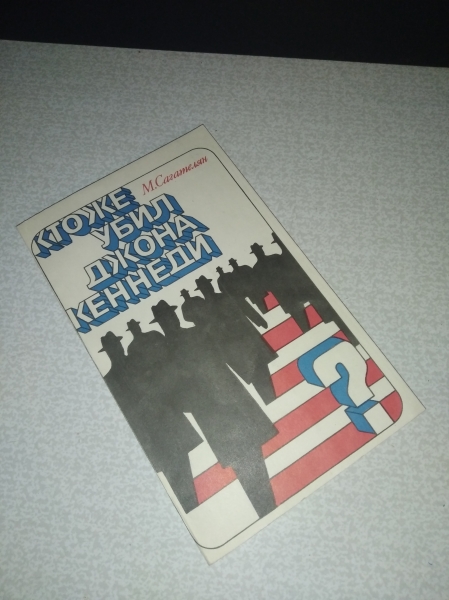 М. Сагателян
КТО ЖЕ
УБИЛ
ДЖОНА
КЕННЕДИ
?